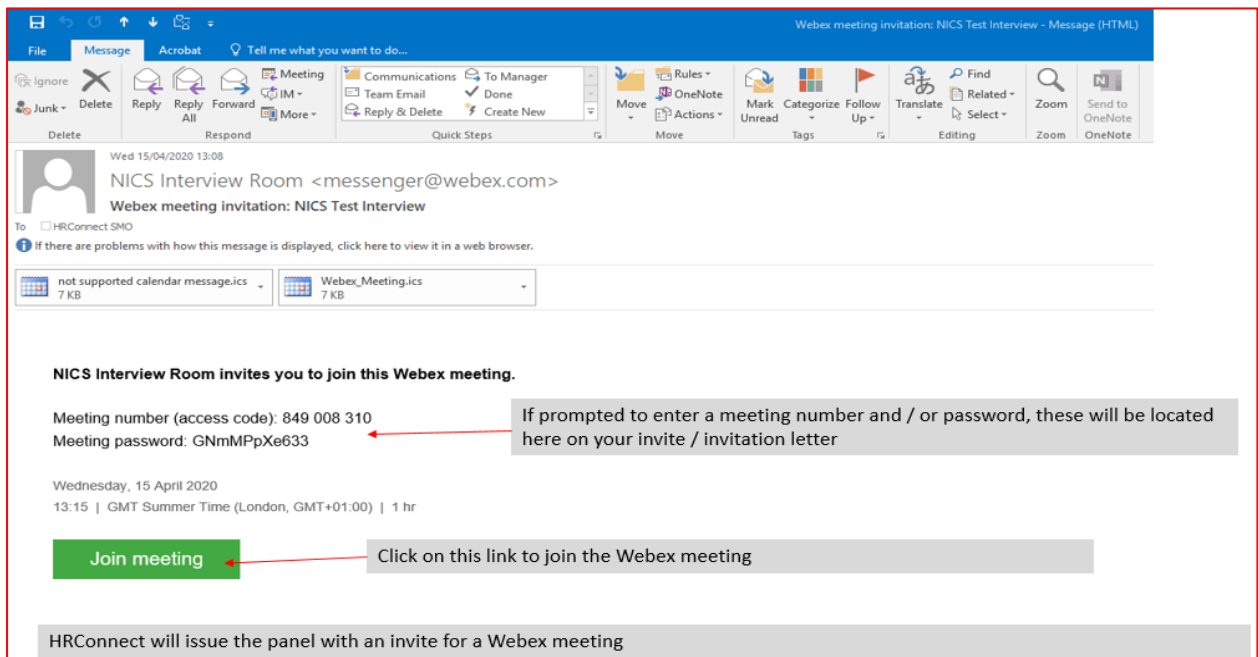 Webex meeting invitation: NICS Test Interview - Message (HTML)
File Message Acrobat Tell me what you want to do...
Ignore
Junk
Delete
Delete
Reply
Reply All
Forward
Meeting
IM
More
Respond
Communications To Manager
Team Email Done
Reply & Delete Create New
Quick Steps
Move
Rules
OneNote
Actions
Move
Mark Unread
Categorize
Follow Up
Tags
Translate
Find
Related
Select
Editing
Zoom
Zoom
Send to OneNote
OneNote
Wed 15/04/2020 13:08
NICS Interview Room <messenger@webex.com>
Webex meeting invitation: NICS Test Interview
To HRConnect SMO
If there are problems with how this message is displayed, click here to view it in a web browser.
not supported calendar message.ics
7 KB
Webex_Meeting.ics
7 KB
NICS Interview Room invites you to join this Webex meeting.
Meeting number (access code): 849 008 310
Meeting password: GNmMPpXe633
If prompted to enter a meeting number and / or password, these will be located
here on your invite / invitation letter
Wednesday, 15 April 2020
13:15 | GMT Summer Time (London, GMT+01:00) | 1 hr
Join meeting
Click on this link to join the Webex meeting
HRConnect will issue the panel with an invite for a Webex meeting